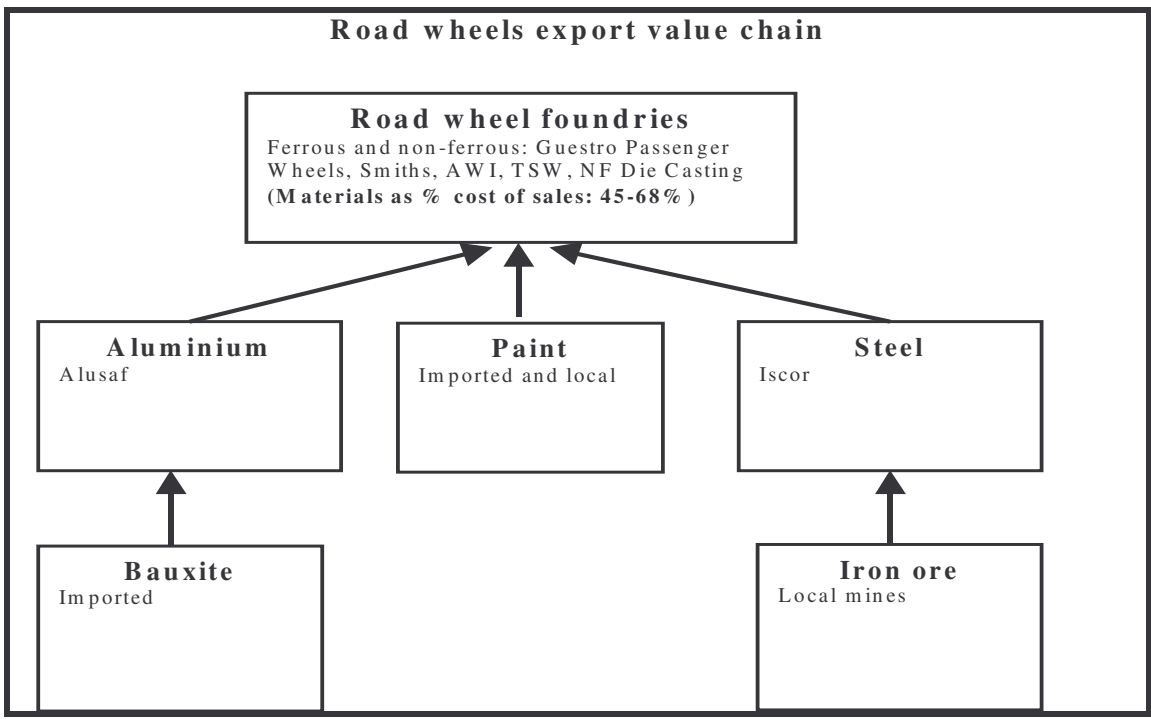 Road wheels export value chain
Road wheel foundries
Ferrous and non-ferrous: Guestro Passenger
Wheels, Smiths, AWI, TSW, NF Die Casting
(Materials as % cost of sales: 45-68%)
Aluminium
Alusaf
Paint
Imported and local
Steel
Iscor
Bauxite
Imported
Iron ore
Local mines